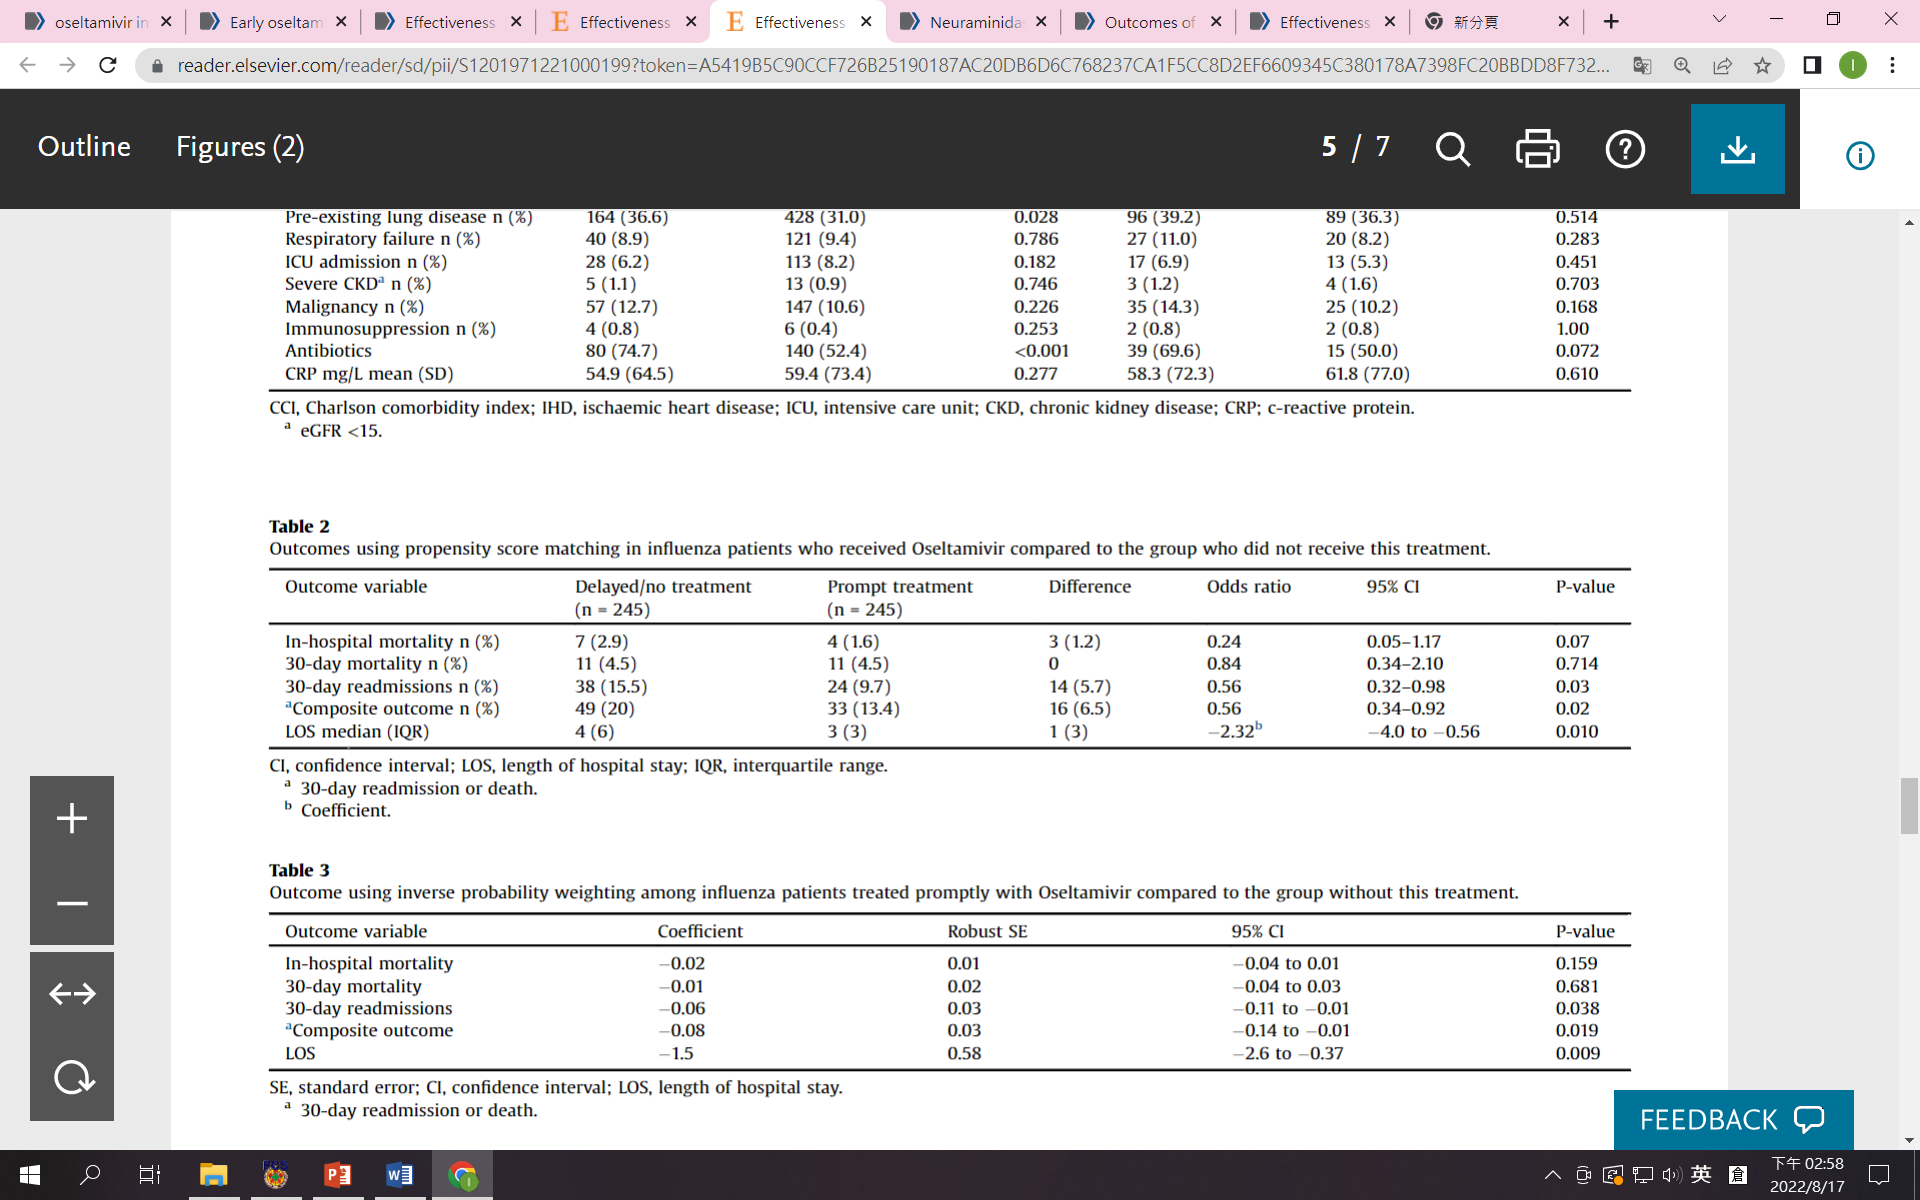 oseltamivir in
Early oseltam
Effectiveness
Effectiveness
Effectiveness
Neuraminida
Outcomes of
Effectiveness
新分頁
reader.elsevier.com/reader/sd/pii/S1201971221000199?token=A5419B5C90CCF726B25190187AC20DB6D6C768237CA1F5CC8D2EF6609345C380178A7398FC20BBDD8F732...
I
Outline Figures (2) 5 / 7
Pre-existing lung disease n (%) 164 (36.6) 428 (31.0) 0.028 96 (39.2) 89 (36.3) 0.514
Respiratory failure n (%) 40 (8.9) 121 (9.4) 0.786 27 (11.0) 20 (8.2) 0.283
ICU admission n (%) 28 (6.2) 113 (8.2) 0.182 17 (6.9) 13 (5.3) 0.451
Severe CKDa n (%) 5 (1.1) 13 (0.9) 0.746 3 (1.2) 4 (1.6) 0.703
Malignancy n (%) 57 (12.7) 147 (10.6) 0.226 35 (14.3) 25 (10.2) 0.168
Immunosuppression n (%) 4 (0.8) 6 (0.4) 0.253 2 (0.8) 2 (0.8) 1.00
Antibiotics 80 (74.7) 140 (52.4) <0.001 39 (69.6) 15 (50.0) 0.072
CRP mg/L mean (SD) 54.9 (64.5) 59.4 (73.4) 0.277 58.3 (72.3) 61.8 (77.0) 0.610
CCI, Charlson comorbidity index; IHD, ischaemic heart disease; ICU, intensive care unit; CKD, chronic kidney disease; CRP; c-reactive protein.
a eGFR <15.
Table 2
Outcomes using propensity score matching in influenza patients who received Oseltamivir compared to the group who did not receive this treatment.
Outcome variable Delayed/no treatment Prompt treatment Difference Odds ratio 95% CI P-value
(n = 245) (n = 245)
In-hospital mortality n (%) 7 (2.9) 4 (1.6) 3 (1.2) 0.24 0.05–1.17 0.07
30-day mortality n (%) 11 (4.5) 11 (4.5) 0 0.84 0.34–2.10 0.714
30-day readmissions n (%) 38 (15.5) 24 (9.7) 14 (5.7) 0.56 0.32–0.98 0.03
aComposite outcome n (%) 49 (20) 33 (13.4) 16 (6.5) 0.56 0.34–0.92 0.02
LOS median (IQR) 4 (6) 3 (3) 1 (3) −2.32b −4.0 to −0.56 0.010
CI, confidence interval; LOS, length of hospital stay; IQR, interquartile range.
a 30-day readmission or death.
b Coefficient.
Table 3
Outcome using inverse probability weighting among influenza patients treated promptly with Oseltamivir compared to the group without this treatment.
Outcome variable Coefficient Robust SE 95% CI P-value
In-hospital mortality −0.02 0.01 −0.04 to 0.01 0.159
30-day mortality −0.01 0.02 −0.04 to 0.03 0.681
30-day readmissions −0.06 0.03 −0.11 to −0.01 0.038
aComposite outcome −0.08 0.03 −0.14 to −0.01 0.019
LOS −1.5 0.58 −2.6 to −0.37 0.009
SE, standard error; CI, confidence interval; LOS, length of hospital stay.
a 30-day readmission or death.
FEEDBACK
英 倉 下午 02:58
2022/8/17